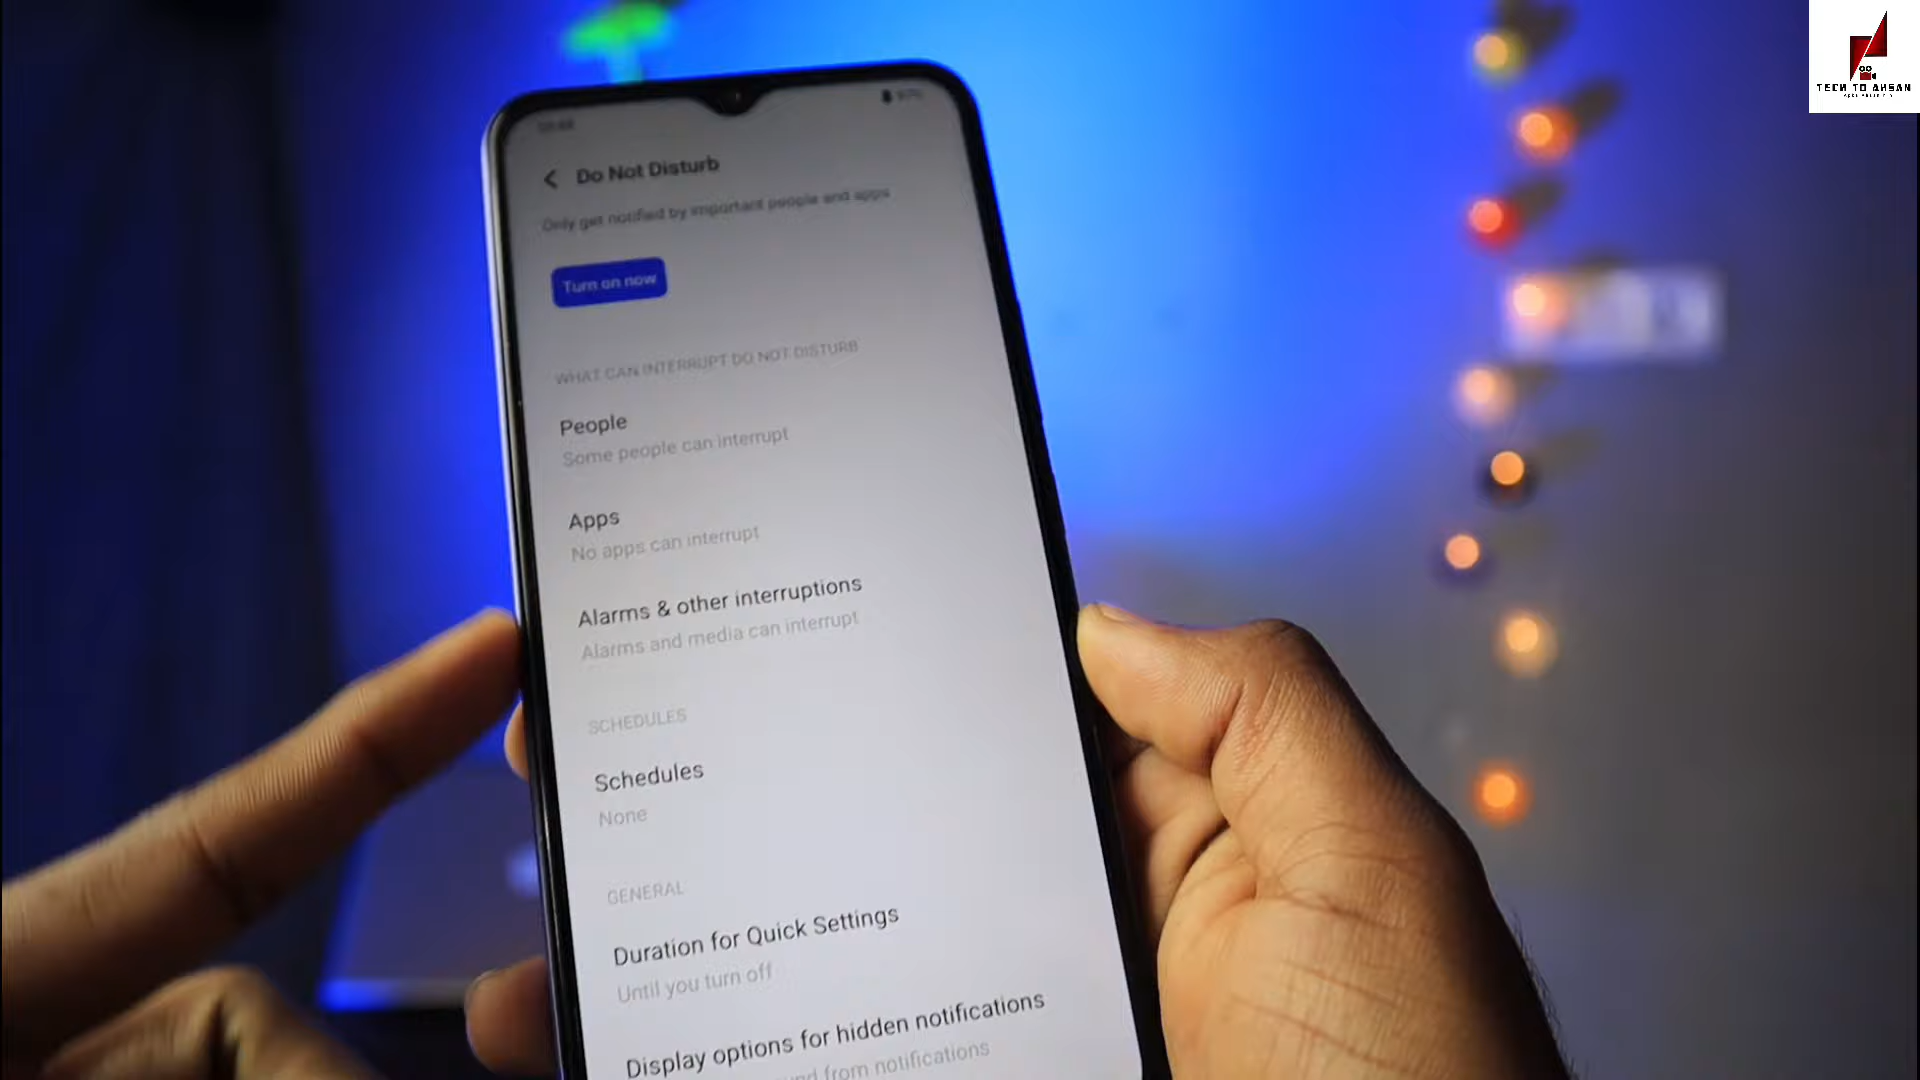 TECH TO AHSAN
Do Not Disturb
Only get notified by important people and apps
Turn on now
WHAT CAN INTERRUPT DO NOT DISTURB
People
Some people can interrupt
Apps
No apps can interrupt
Alarms & other interruptions
Alarms and media can interrupt
SCHEDULES
Schedules
None
GENERAL
Duration for Quick Settings
Until you turn off
Display options for hidden notifications
from notifications